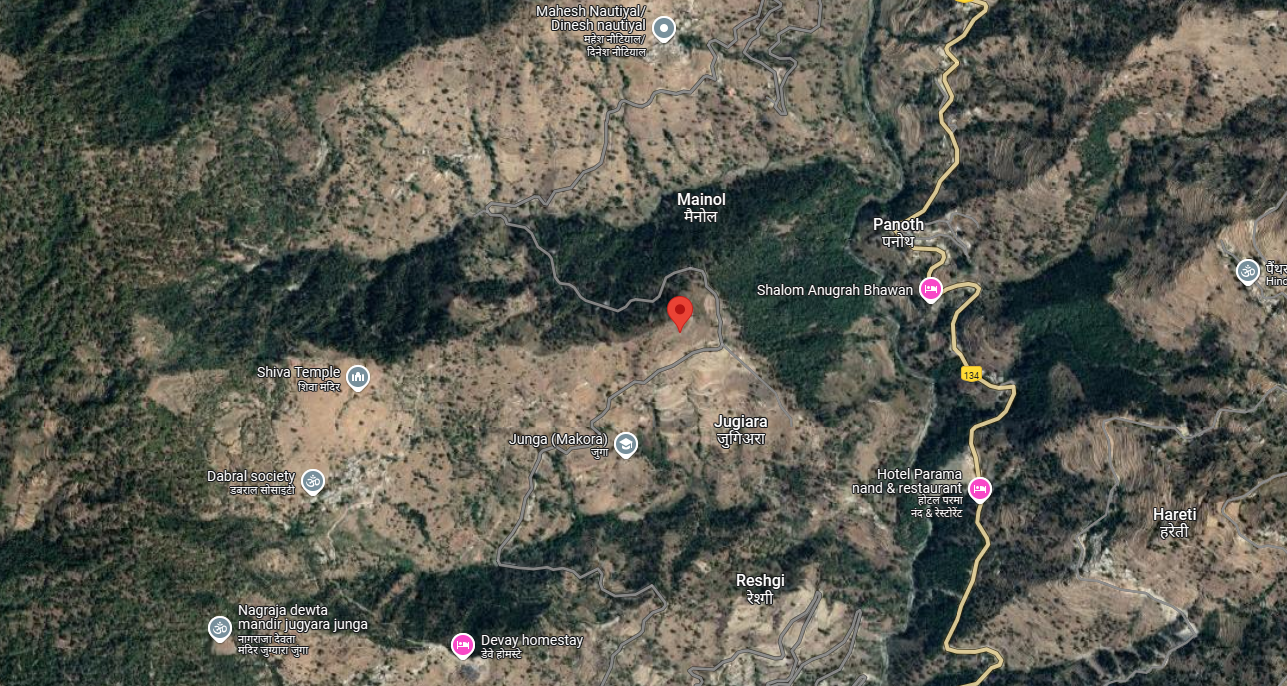 Mahesh Nautiyal/
Dinesh nautiyal
महेश नौटियाल/
दिनेश नौटियाल
Mainol
मैनोल
Panoth
पनोथ
Shalom Anugrah Bhawan
Hind
134
Shiva Temple
शिवा मंदिर
Jugiara
जुगिअरा
Junga (Makora)
जुगा
Dabral society
डबराल सोसाइटी
Hotel Parama
nand & restaurant
होटल परमा
नंद & रेस्टोरेंट
Hareti
हरेती
Reshgi
रेश्गी
Nagraja dewta
mandir jugyara junga
नागराजा देवता
मंदिर जुग्यारा जुंगा
Devay homestay
डेवे होमस्टे